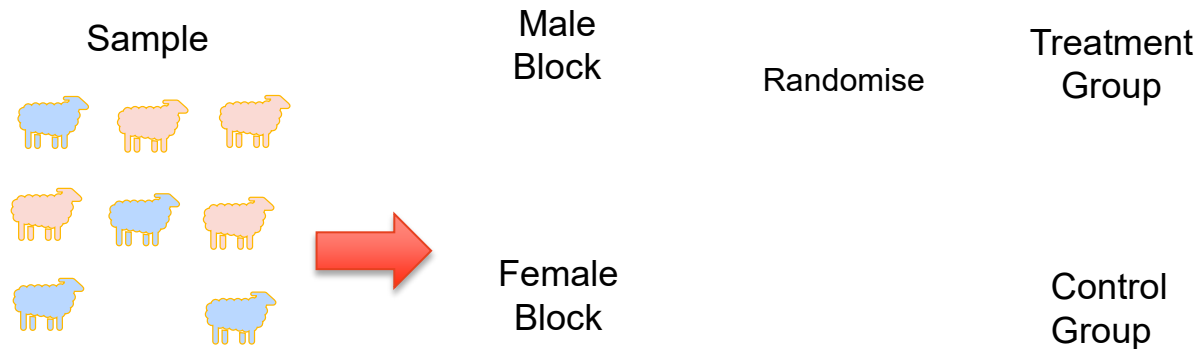 Sample
Male
Block
Randomise
Treatment
Group
Female
Block
Control
Group